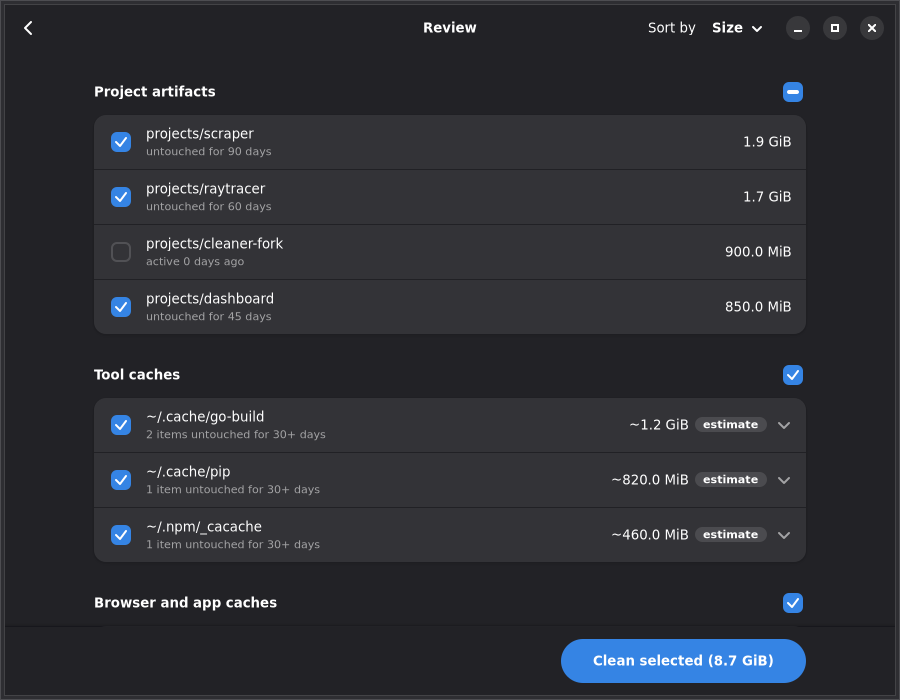 Review
Sort by Size
Project artifacts
projects/scraper
untouched for 90 days
1.9 GiB
projects/raytracer
untouched for 60 days
1.7 GiB
projects/cleaner-fork
active 0 days ago
900.0 MiB
projects/dashboard
untouched for 45 days
850.0 MiB
Tool caches
~/.cache/go-build
2 items untouched for 30+ days
~1.2 GiB estimate
~/.cache/pip
1 item untouched for 30+ days
~820.0 MiB estimate
~/.npm/_cacache
1 item untouched for 30+ days
~460.0 MiB estimate
Browser and app caches
Clean selected (8.7 GiB)